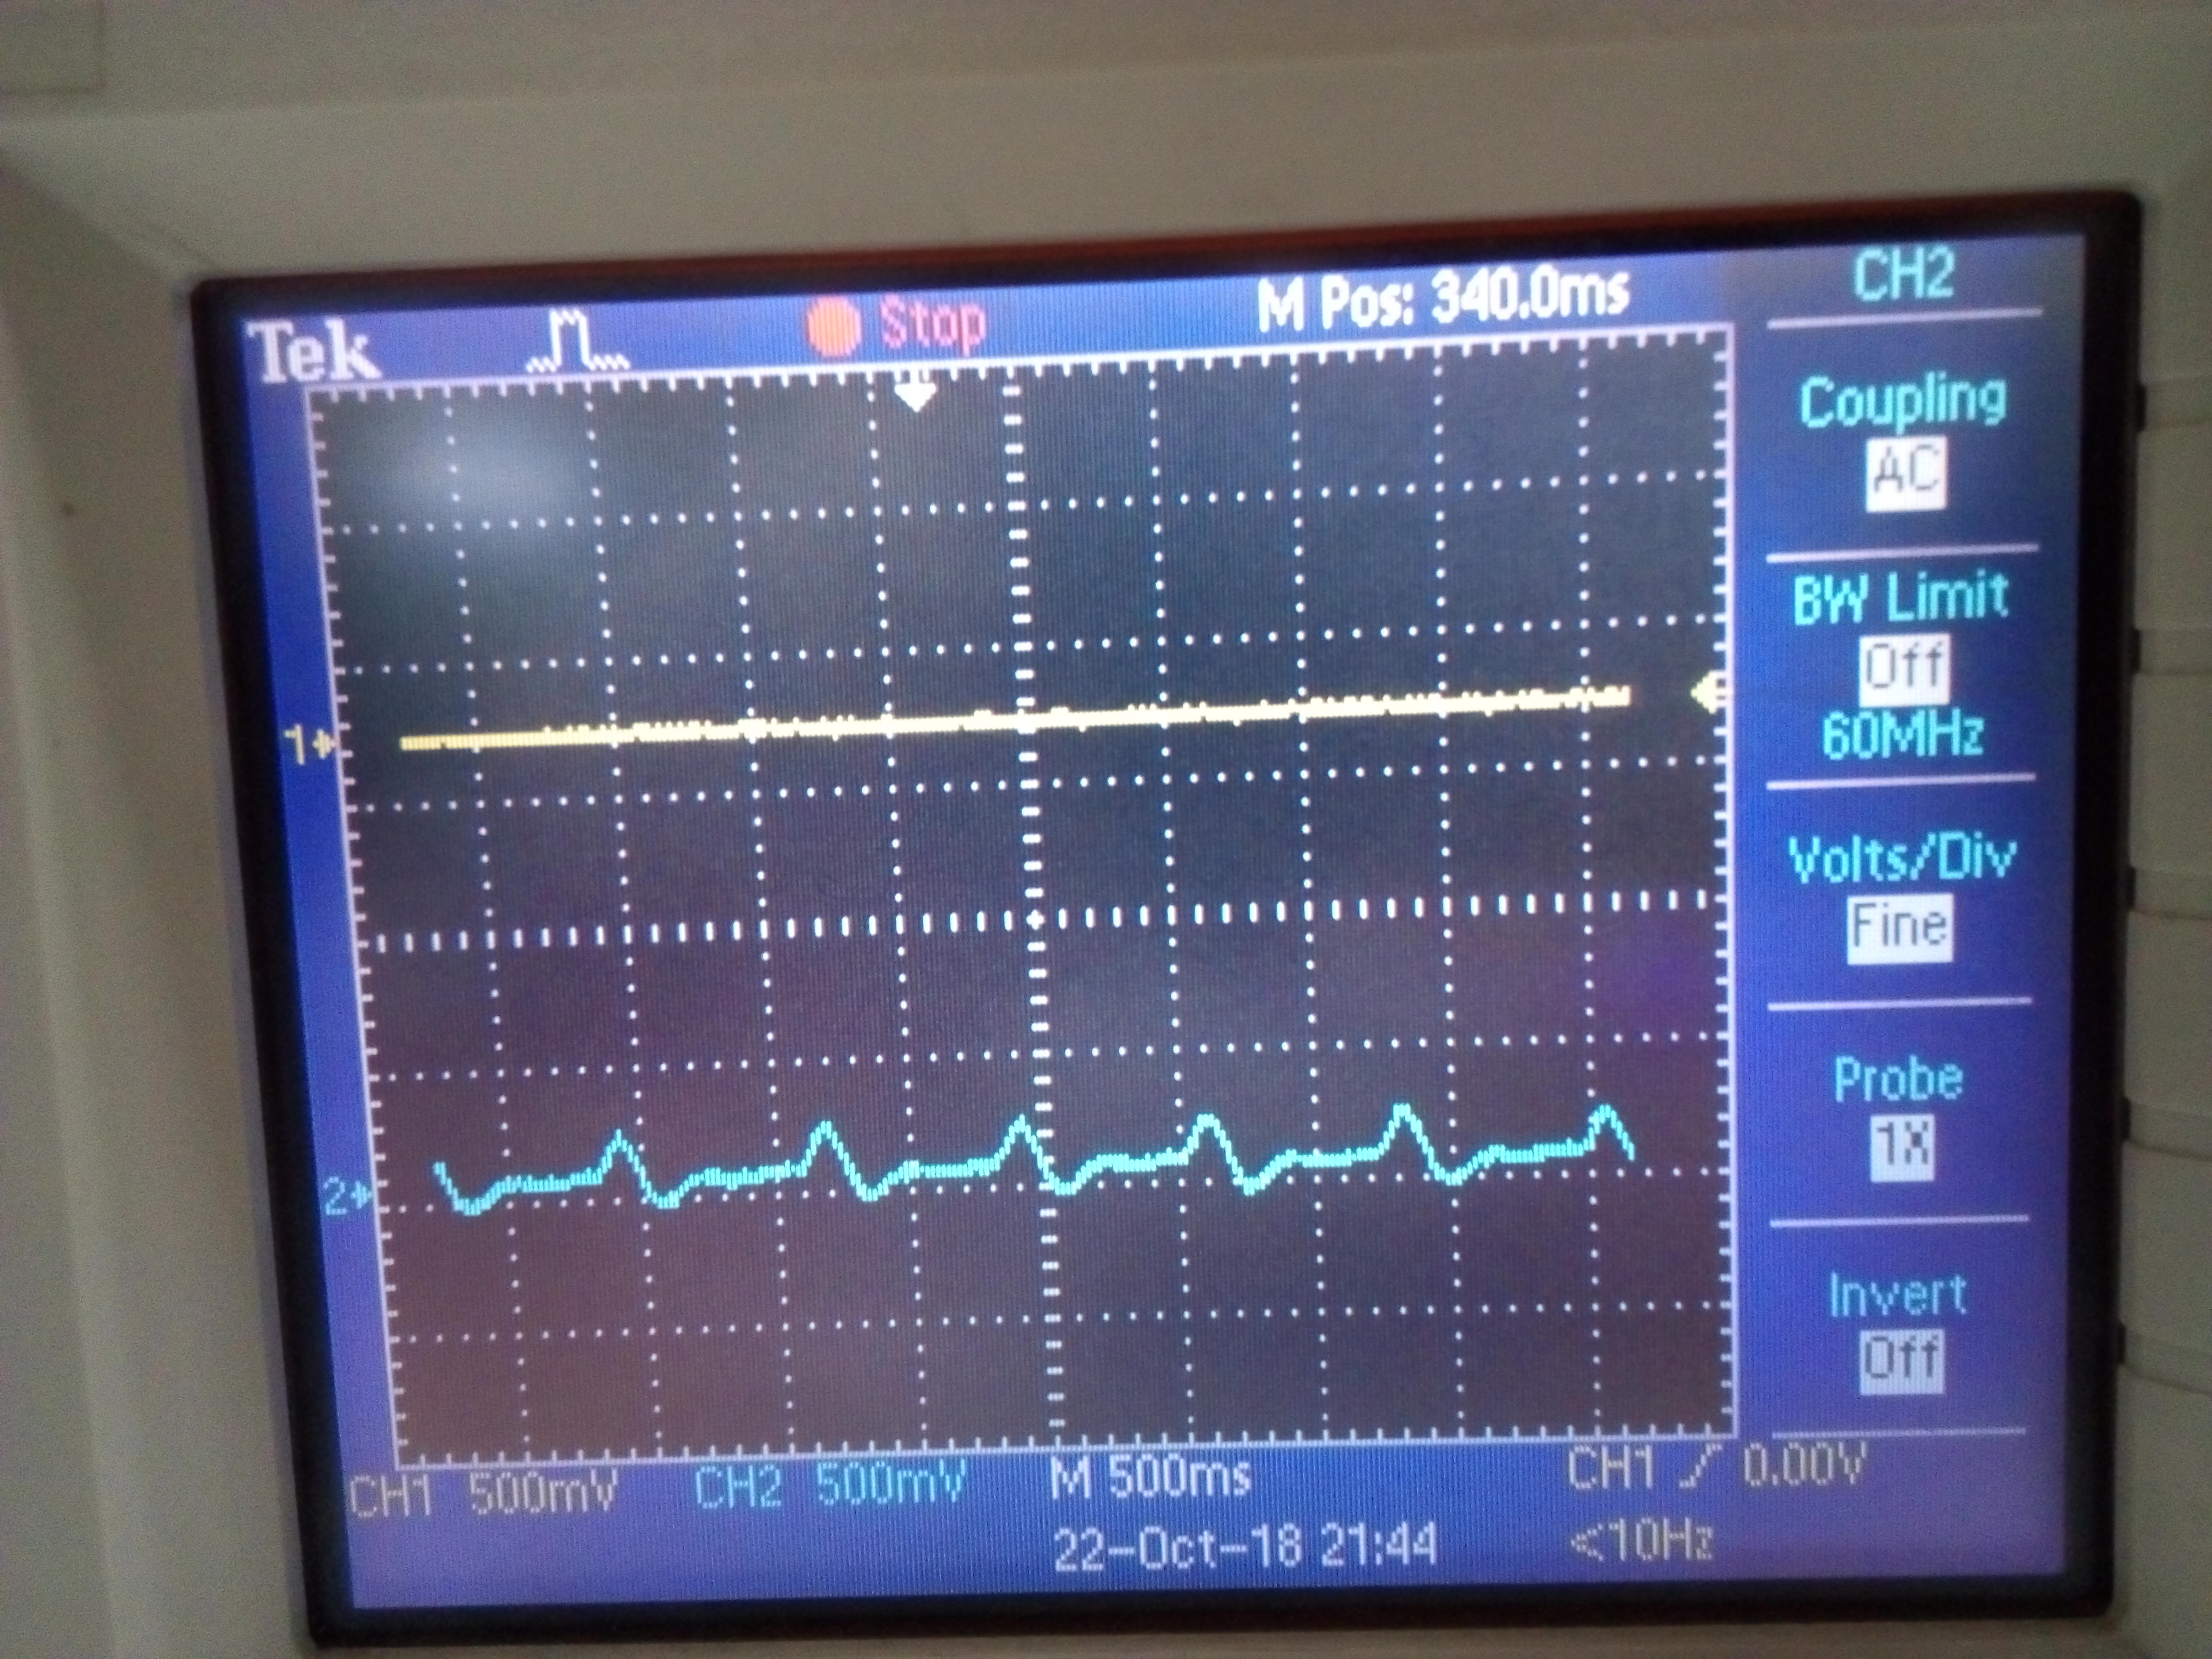 Tek Stop M Pos: 340.0ms CH2
Coupling
AC
BW Limit
Off
60MHz
1
Volts/Div
Fine
Probe
1X
2
Invert
Off
CH1 500mV CH2 500mV M 500ms CH1 0.00V
22-Oct-18 21:44 <10Hz